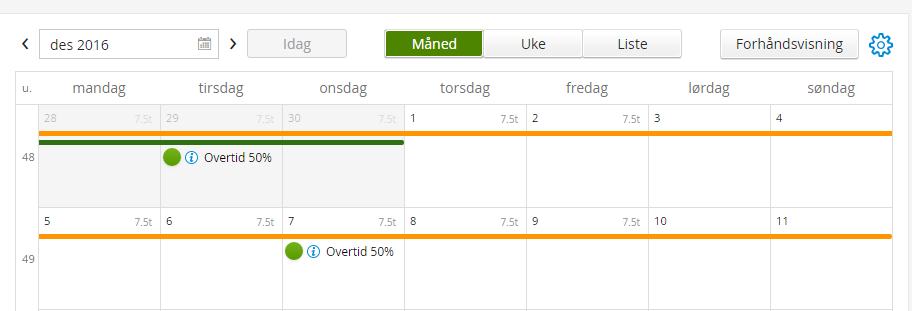 des 2016 Idag Måned Uke Liste Forhåndsvisning
u. mandag tirsdag onsdag torsdag fredag lørdag søndag
28 7.5t 29 7.5t 30 7.5t 1 7.5t 2 7.5t 3 4
48
Overtid 50%
5 7.5t 6 7.5t 7 7.5t 8 7.5t 9 7.5t 10 11
Overtid 50%
49